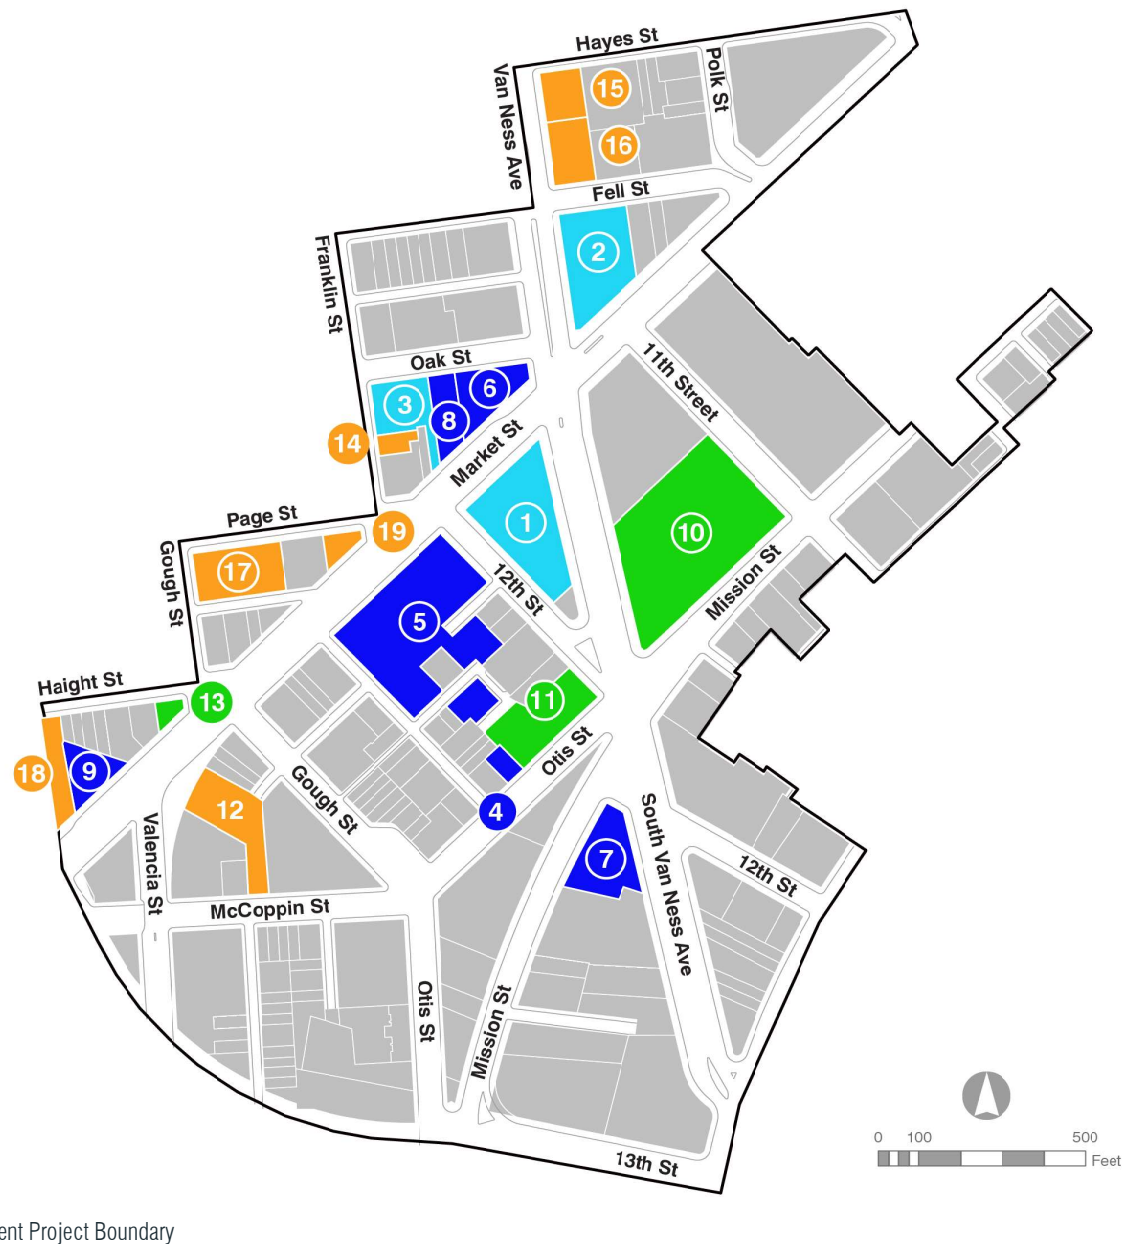 Hayes St
Polk St
Van Ness Ave
15
16
Fell St
2
Franklin St
11th Street
Oak St
3
6
8
14
Market St
Page St
19
1
10
Gough St
17
12th St
Mission St
5
Haight St
13
11
Otis St
18
9
Gough St
12
4
Valencia St
South Van Ness Ave
7
12th St
McCoppin St
Otis St
Mission St
13th St
0 100 500
Feet
ent Project Boundary